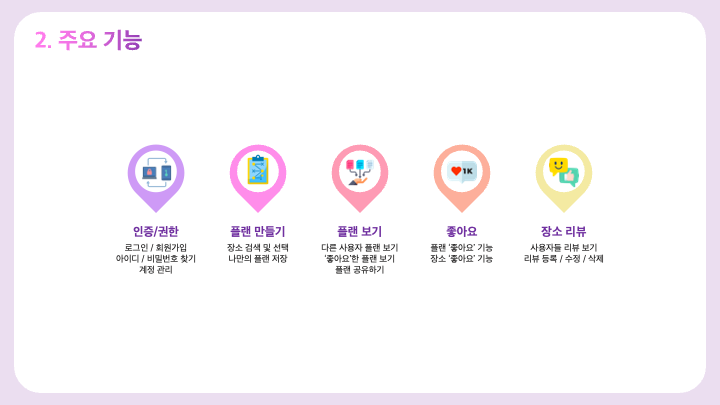 2. 주요 기능
1K
인증/권한
로그인 / 회원가입
아이디 / 비밀번호 찾기
계정 관리
플랜 만들기
장소 검색 및 선택
나만의 플랜 저장
플랜 보기
다른 사용자 플랜 보기
'좋아요'한 플랜 보기
플랜 공유하기
좋아요
플랜 '좋아요' 기능
장소 '좋아요' 기능
장소 리뷰
사용자들 리뷰 보기
리뷰 등록 / 수정 / 삭제